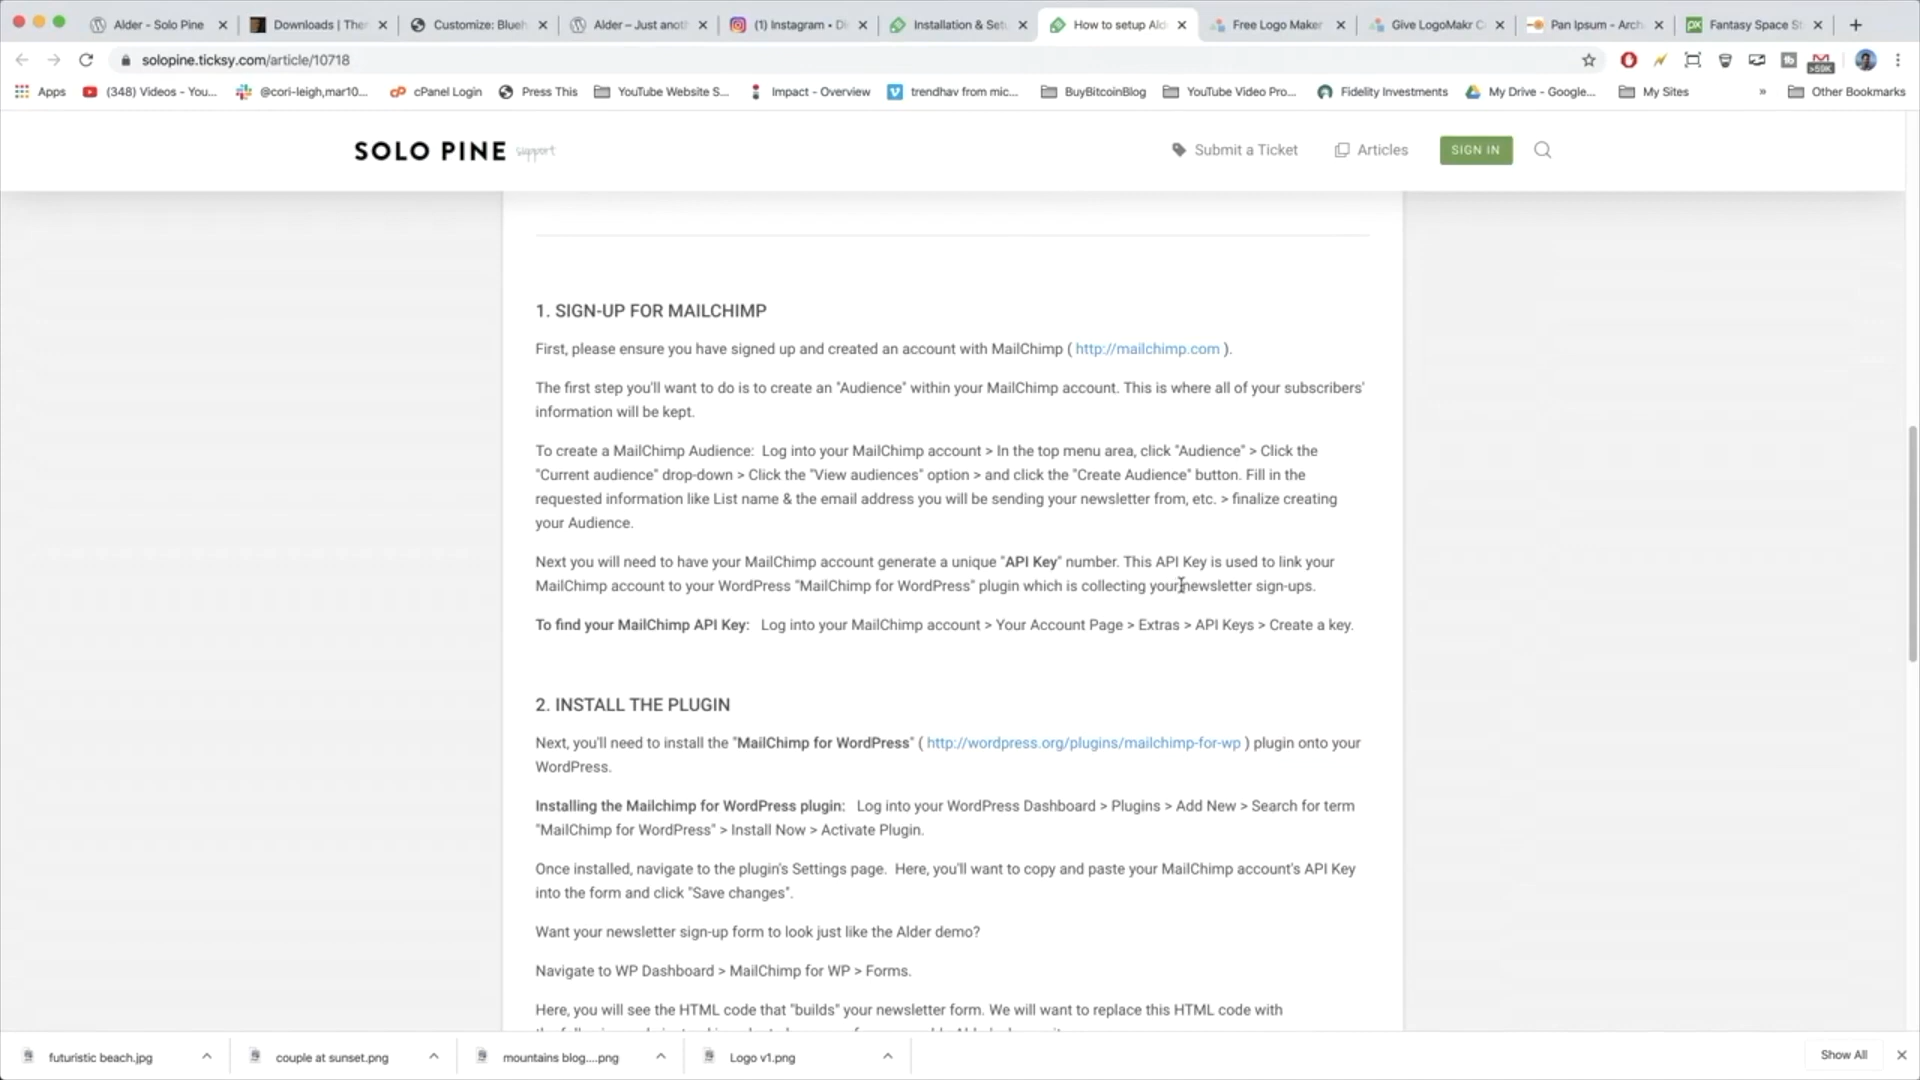 Alder - Solo Pine
Downloads | Ther
Customize: Blueh
Alder – Just anot
(1) Instagram • Di
Installation & Setu
How to setup Ald
Free Logo Maker
Give LogoMakr C
Pan Ipsum - Arch
Fantasy Space St
solopine.ticksy.com/article/10718
Apps
(348) Videos - You...
@cori-leigh,mar10...
cPanel Login
Press This
YouTube Website S...
Impact - Overview
trendhav from mic...
BuyBitcoinBlog
YouTube Video Pro...
Fidelity Investments
My Drive - Google...
My Sites
»
Other Bookmarks
SOLO PINE support
Submit a Ticket
Articles
SIGN IN
1. SIGN-UP FOR MAILCHIMP
First, please ensure you have signed up and created an account with MailChimp ( http://mailchimp.com ).
The first step you'll want to do is to create an "Audience" within your MailChimp account. This is where all of your subscribers'
information will be kept.
To create a MailChimp Audience: Log into your MailChimp account > In the top menu area, click "Audience" > Click the
"Current audience" drop-down > Click the "View audiences" option > and click the "Create Audience" button. Fill in the
requested information like List name & the email address you will be sending your newsletter from, etc. > finalize creating
your Audience.
Next you will need to have your MailChimp account generate a unique "API Key" number. This API Key is used to link your
MailChimp account to your WordPress "MailChimp for WordPress" plugin which is collecting your newsletter sign-ups.
To find your MailChimp API Key: Log into your MailChimp account > Your Account Page > Extras > API Keys > Create a key.
2. INSTALL THE PLUGIN
Next, you'll need to install the "MailChimp for WordPress" ( http://wordpress.org/plugins/mailchimp-for-wp ) plugin onto your
WordPress.
Installing the Mailchimp for WordPress plugin: Log into your WordPress Dashboard > Plugins > Add New > Search for term
"MailChimp for WordPress" > Install Now > Activate Plugin.
Once installed, navigate to the plugin's Settings page. Here, you'll want to copy and paste your MailChimp account's API Key
into the form and click "Save changes".
Want your newsletter sign-up form to look just like the Alder demo?
Navigate to WP Dashboard > MailChimp for WP > Forms.
Here, you will see the HTML code that "builds" your newsletter form. We will want to replace this HTML code with
futuristic beach.jpg
couple at sunset.png
mountains blog....png
Logo v1.png
Show All